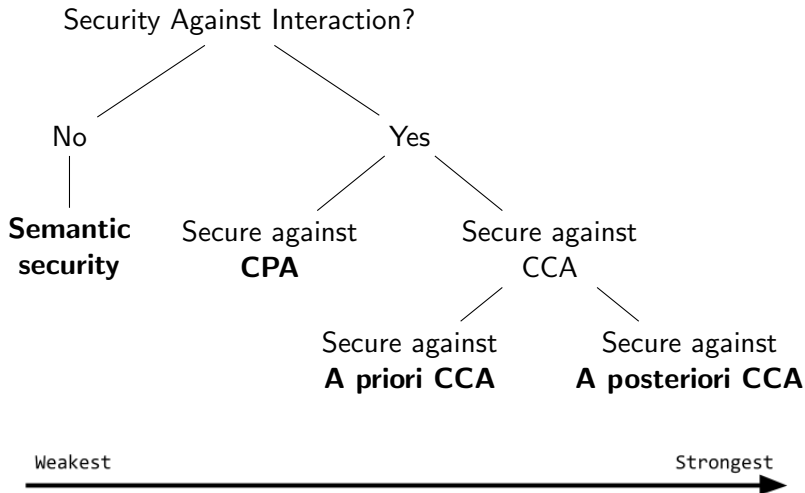 Security Against Interaction?
No
Yes
Semantic
security
Secure against
CPA
Secure against
CCA
Secure against
A priori CCA
Secure against
A posteriori CCA
Weakest
Strongest